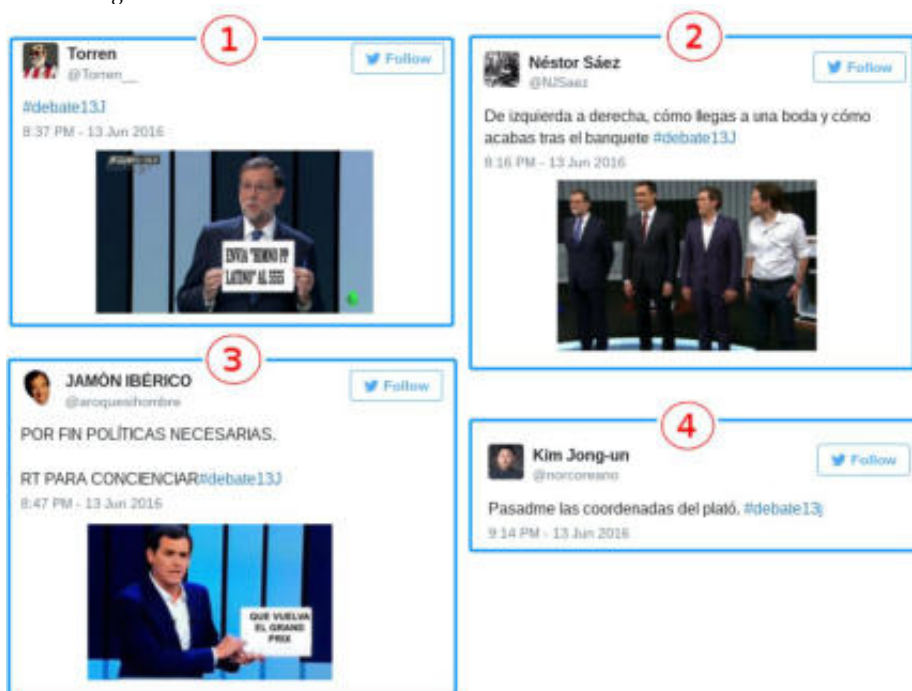 1
Torren
@Torren__
Follow
#debate13J
8:37 PM - 13 Jun 2016
ENVIA "HIMNO PP
LATINO" AL 5555
2
Néstor Sáez
@NJSaez
Follow
De izquierda a derecha, cómo llegas a una boda y cómo
acabas tras el banquete #debate13J
9:16 PM - 13 Jun 2016
3
JAMÓN IBÉRICO
@aroquesihombre
Follow
POR FIN POLÍTICAS NECESARIAS.
RT PARA CONCIENCIAR#debate13J
8:47 PM - 13 Jun 2016
QUE VUELVA
EL GRAND
PRIX
4
Kim Jong-un
@norcoreano
Follow
Pasadme las coordenadas del plató. #debate13j
9:14 PM - 13 Jun 2016